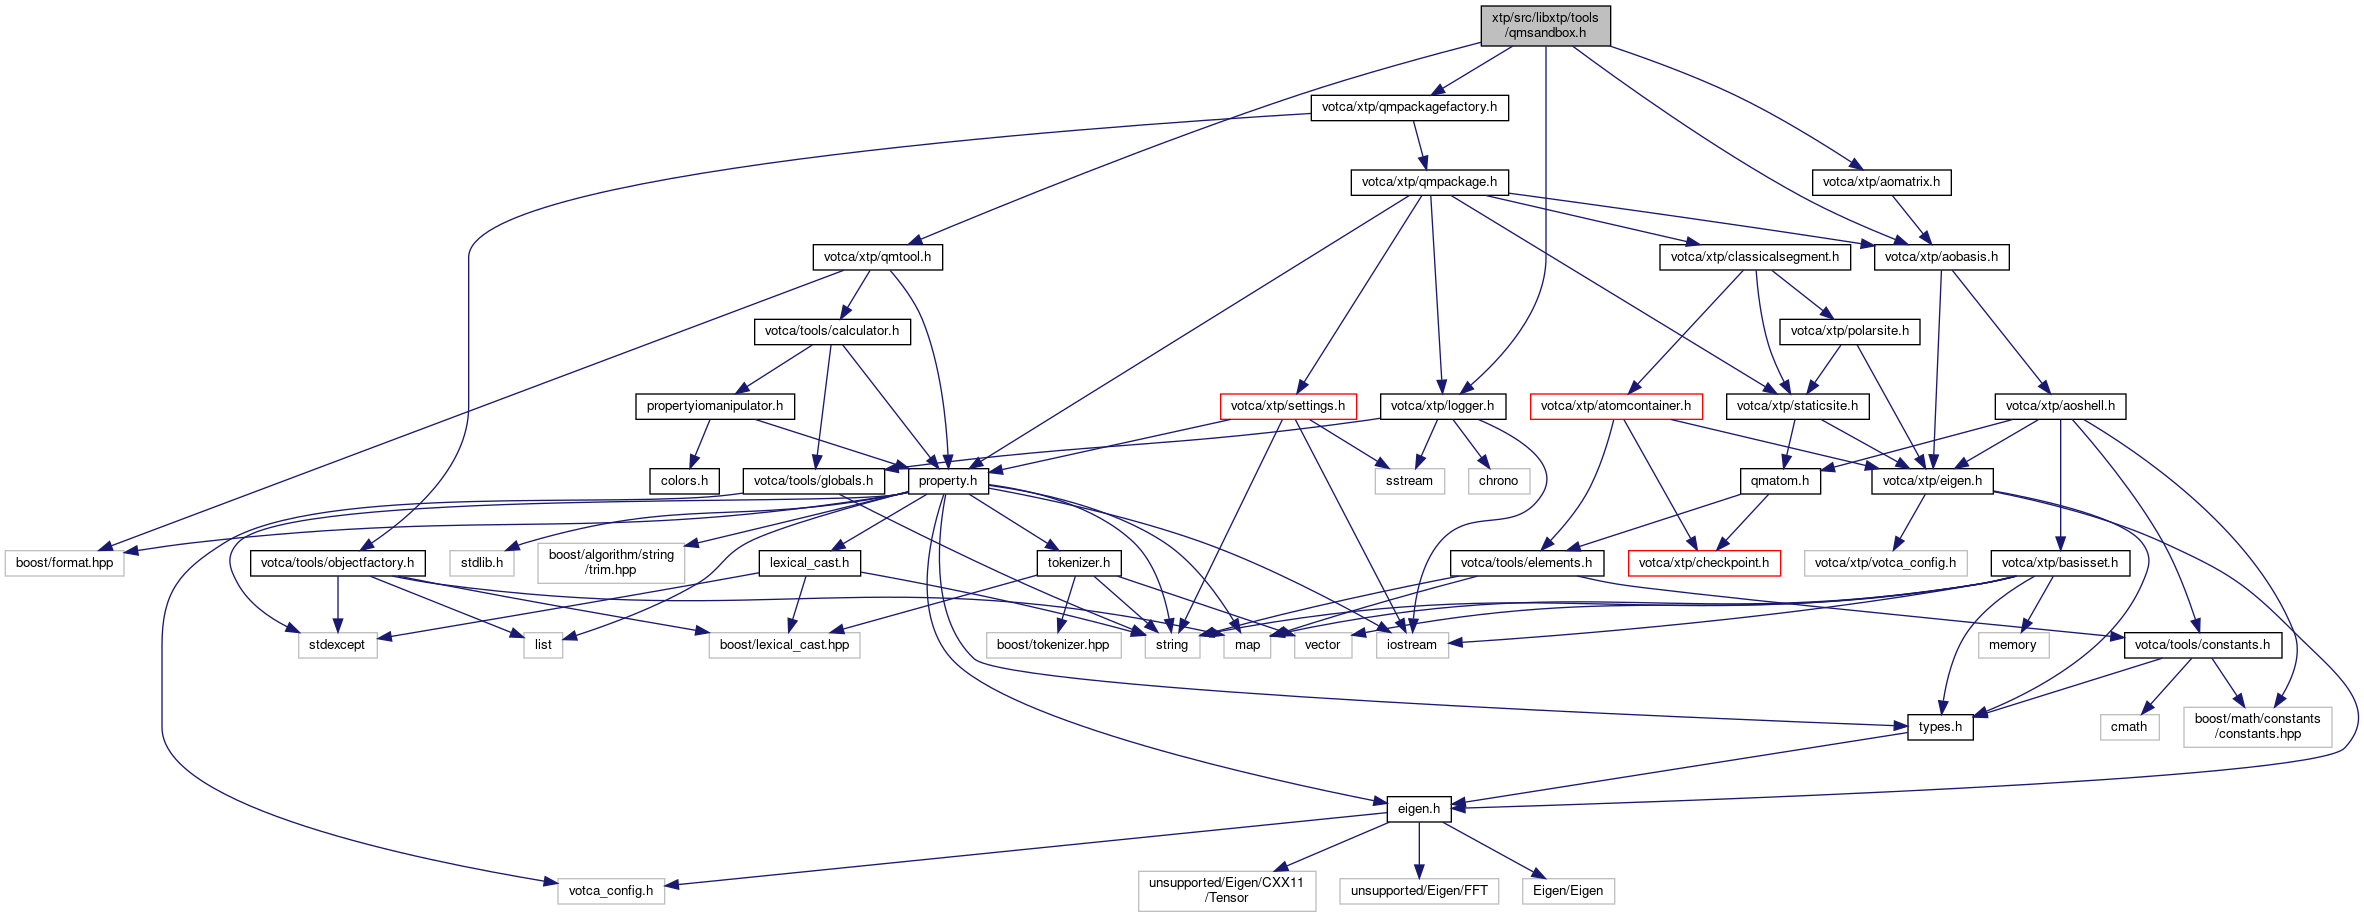 xtp/src/libxtp/tools
/qmsandbox.h
votca/xtp/qmpackagefactory.h
votca/xtp/qmpackage.h
votca/xtp/aomatrix.h
votca/xtp/qmtool.h
votca/xtp/classicalsegment.h
votca/xtp/aobasis.h
votca/tools/calculator.h
votca/xtp/polarsite.h
propertyiomanipulator.h
votca/xtp/settings.h
votca/xtp/logger.h
votca/xtp/atomcontainer.h
votca/xtp/staticsite.h
votca/xtp/aoshell.h
colors.h
votca/tools/globals.h
property.h
sstream
chrono
qmatom.h
votca/xtp/eigen.h
boost/format.hpp
votca/tools/objectfactory.h
stdlib.h
boost/algorithm/string
/trim.hpp
lexical_cast.h
tokenizer.h
votca/tools/elements.h
votca/xtp/checkpoint.h
votca/xtp/votca_config.h
votca/xtp/basisset.h
stdexcept
list
boost/lexical_cast.hpp
boost/tokenizer.hpp
string
map
vector
iostream
memory
votca/tools/constants.h
types.h
cmath
boost/math/constants
/constants.hpp
eigen.h
votca_config.h
unsupported/Eigen/CXX11
/Tensor
unsupported/Eigen/FFT
Eigen/Eigen